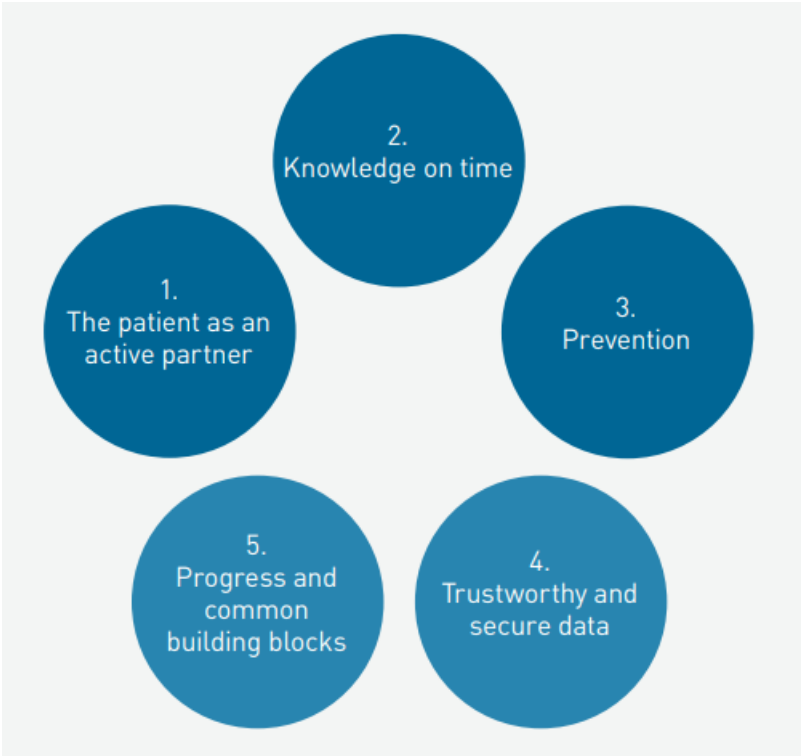 1.
The patient as an
active partner
2.
Knowledge on time
3.
Prevention
4.
Trustworthy and
secure data
5.
Progress and
common
building blocks